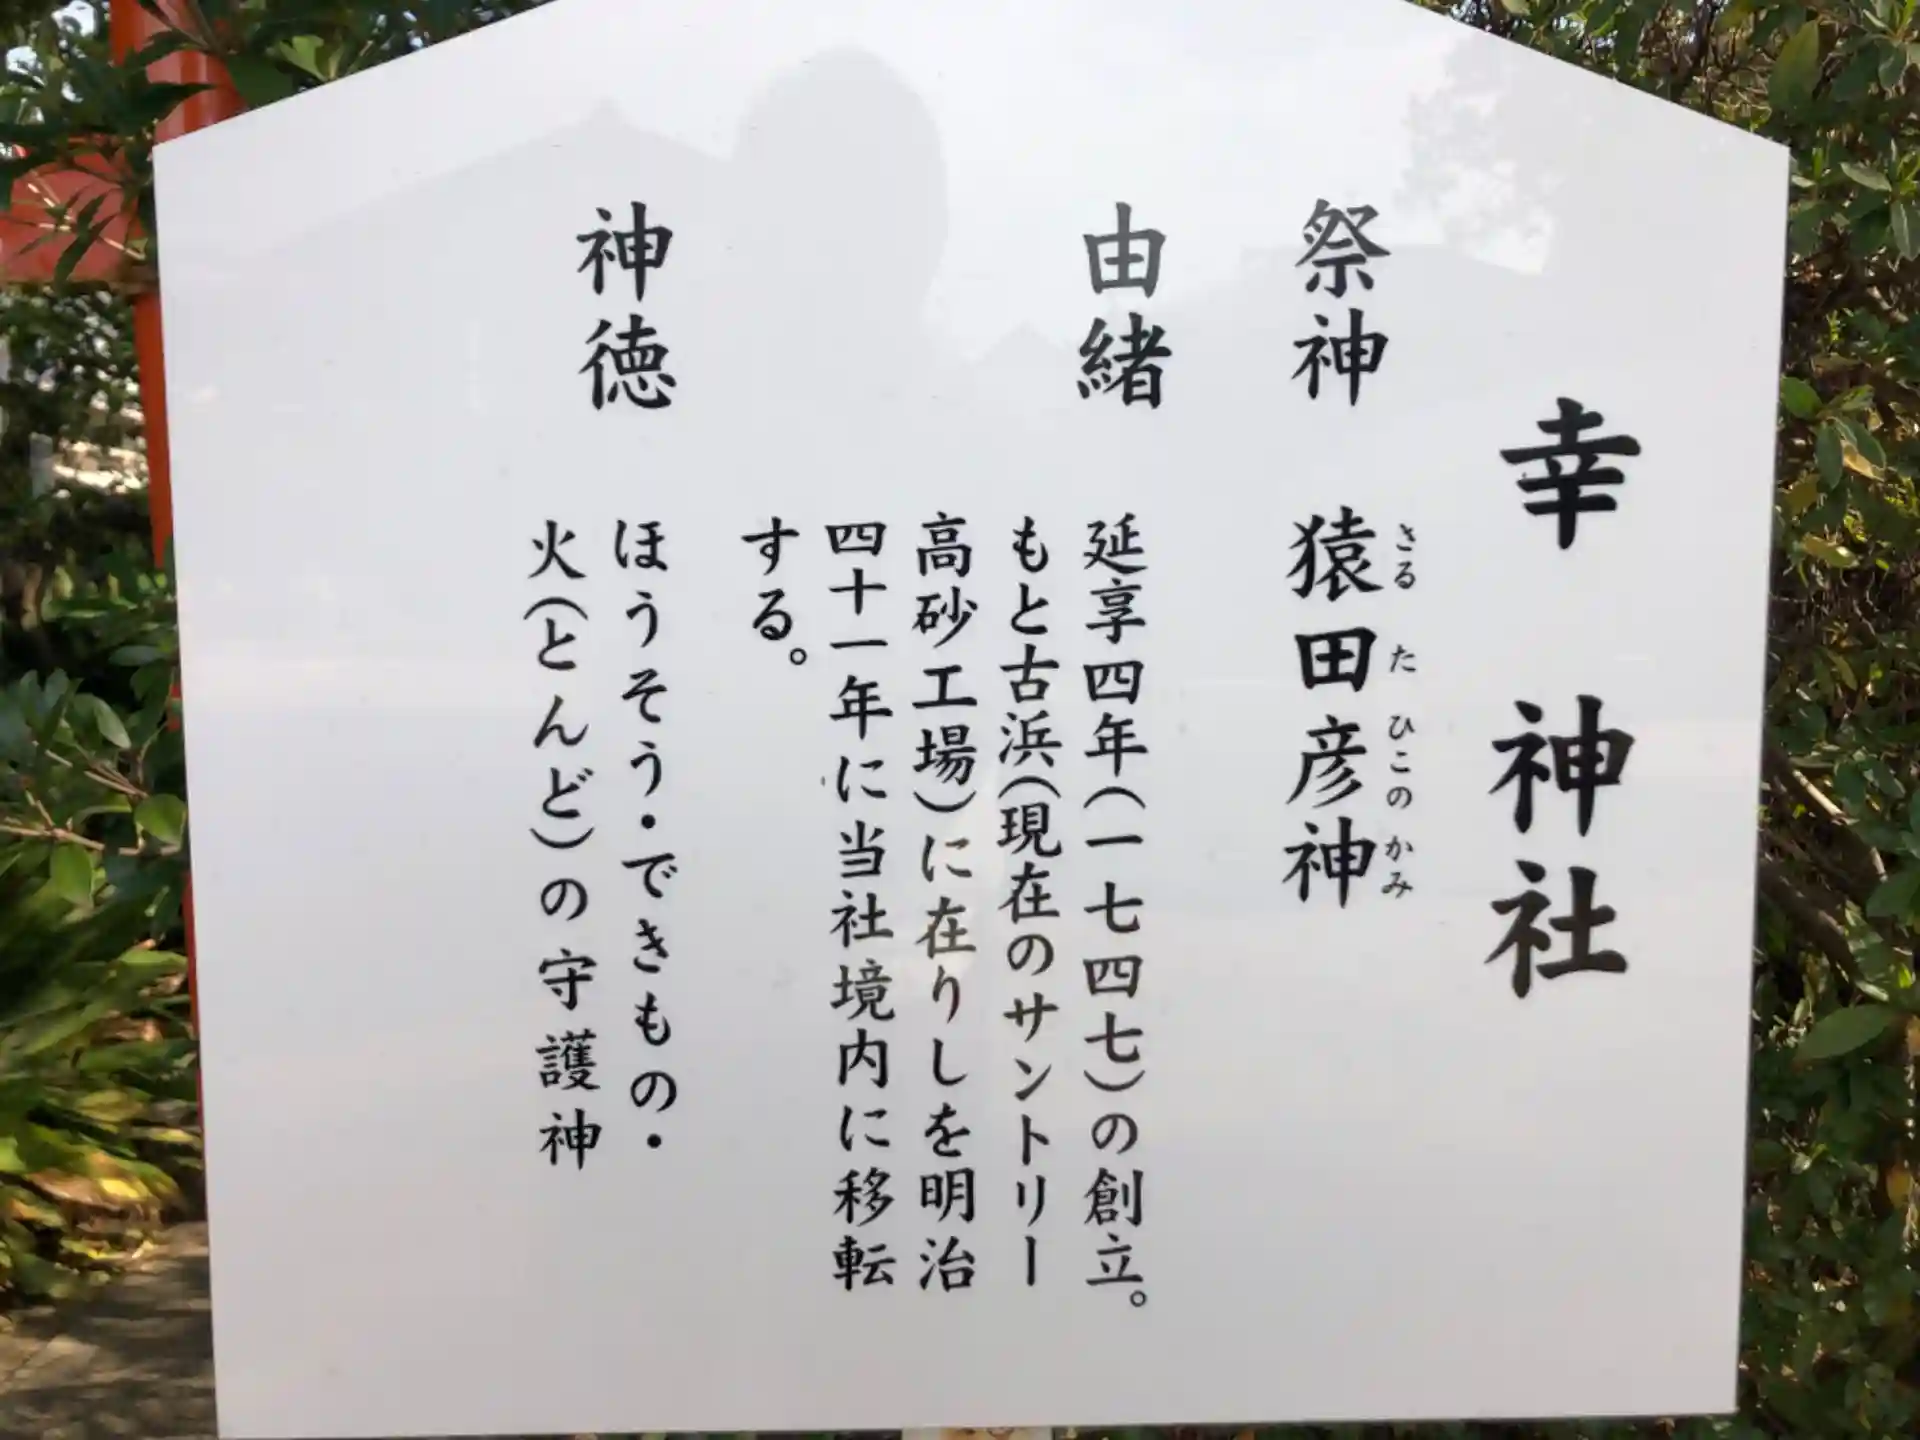 幸神社
祭神 猿田彦神
さるたひこのかみ
由緒 延享四年(一七四七)の創立。
もと古浜(現在のサントリー
高砂工場)に在りしを明治
四十一年に当社境内に移転
する。
神徳 ほうそう・できもの・
火(とんど)の守護神